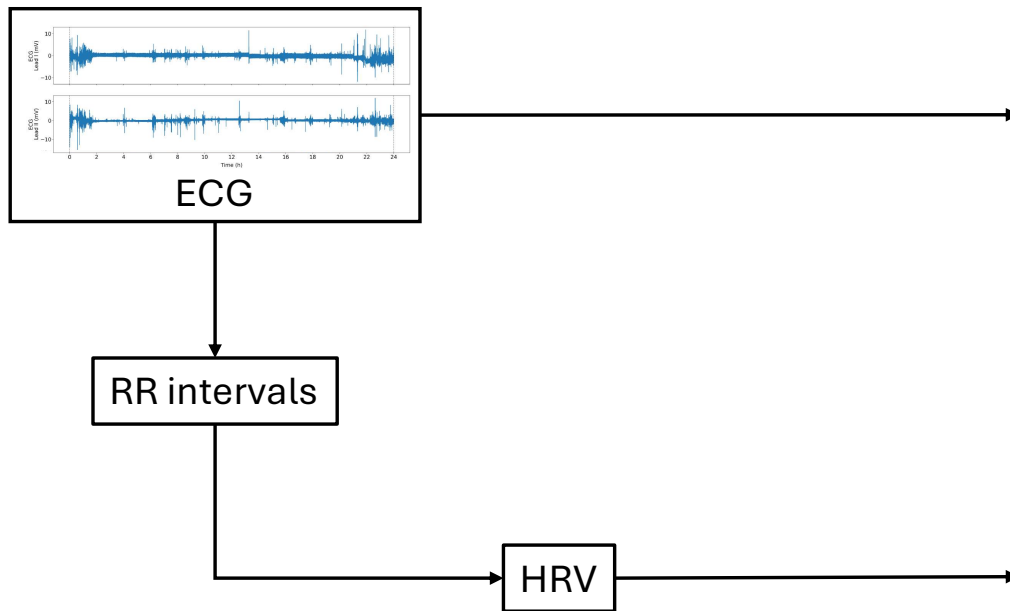 10
0
−10
ECG
Lead I (mV)
10
0
−10
ECG
Lead II (mV)
0 2 4 6 8 10 12 14 16 18 20 22 24
Time (h)
ECG
RR intervals
HRV